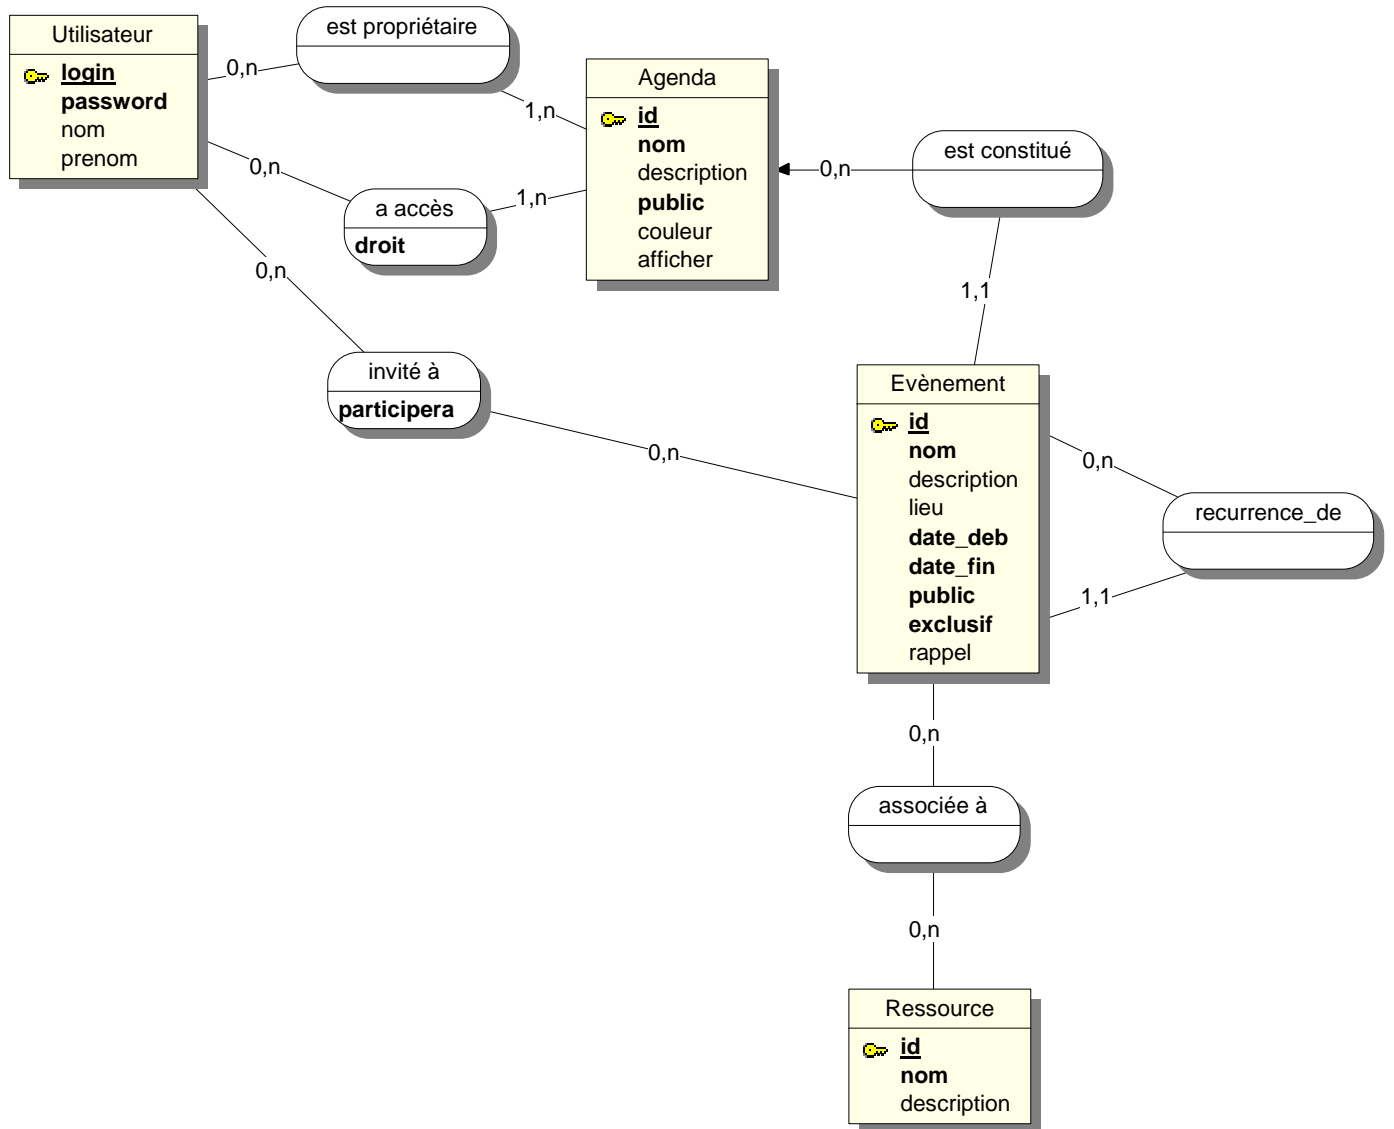 Utilisateur
login
password
nom
prenom
est propriétaire
0,n
1,n
Agenda
id
nom
description
public
couleur
afficher
0,n
a accès
droit
1,n
0,n
est constitué
1,1
0,n
invité à
participera
0,n
Evènement
id
nom
description
lieu
date_deb
date_fin
public
exclusif
rappel
0,n
recurrence_de
1,1
0,n
associée à
0,n
Ressource
id
nom
description